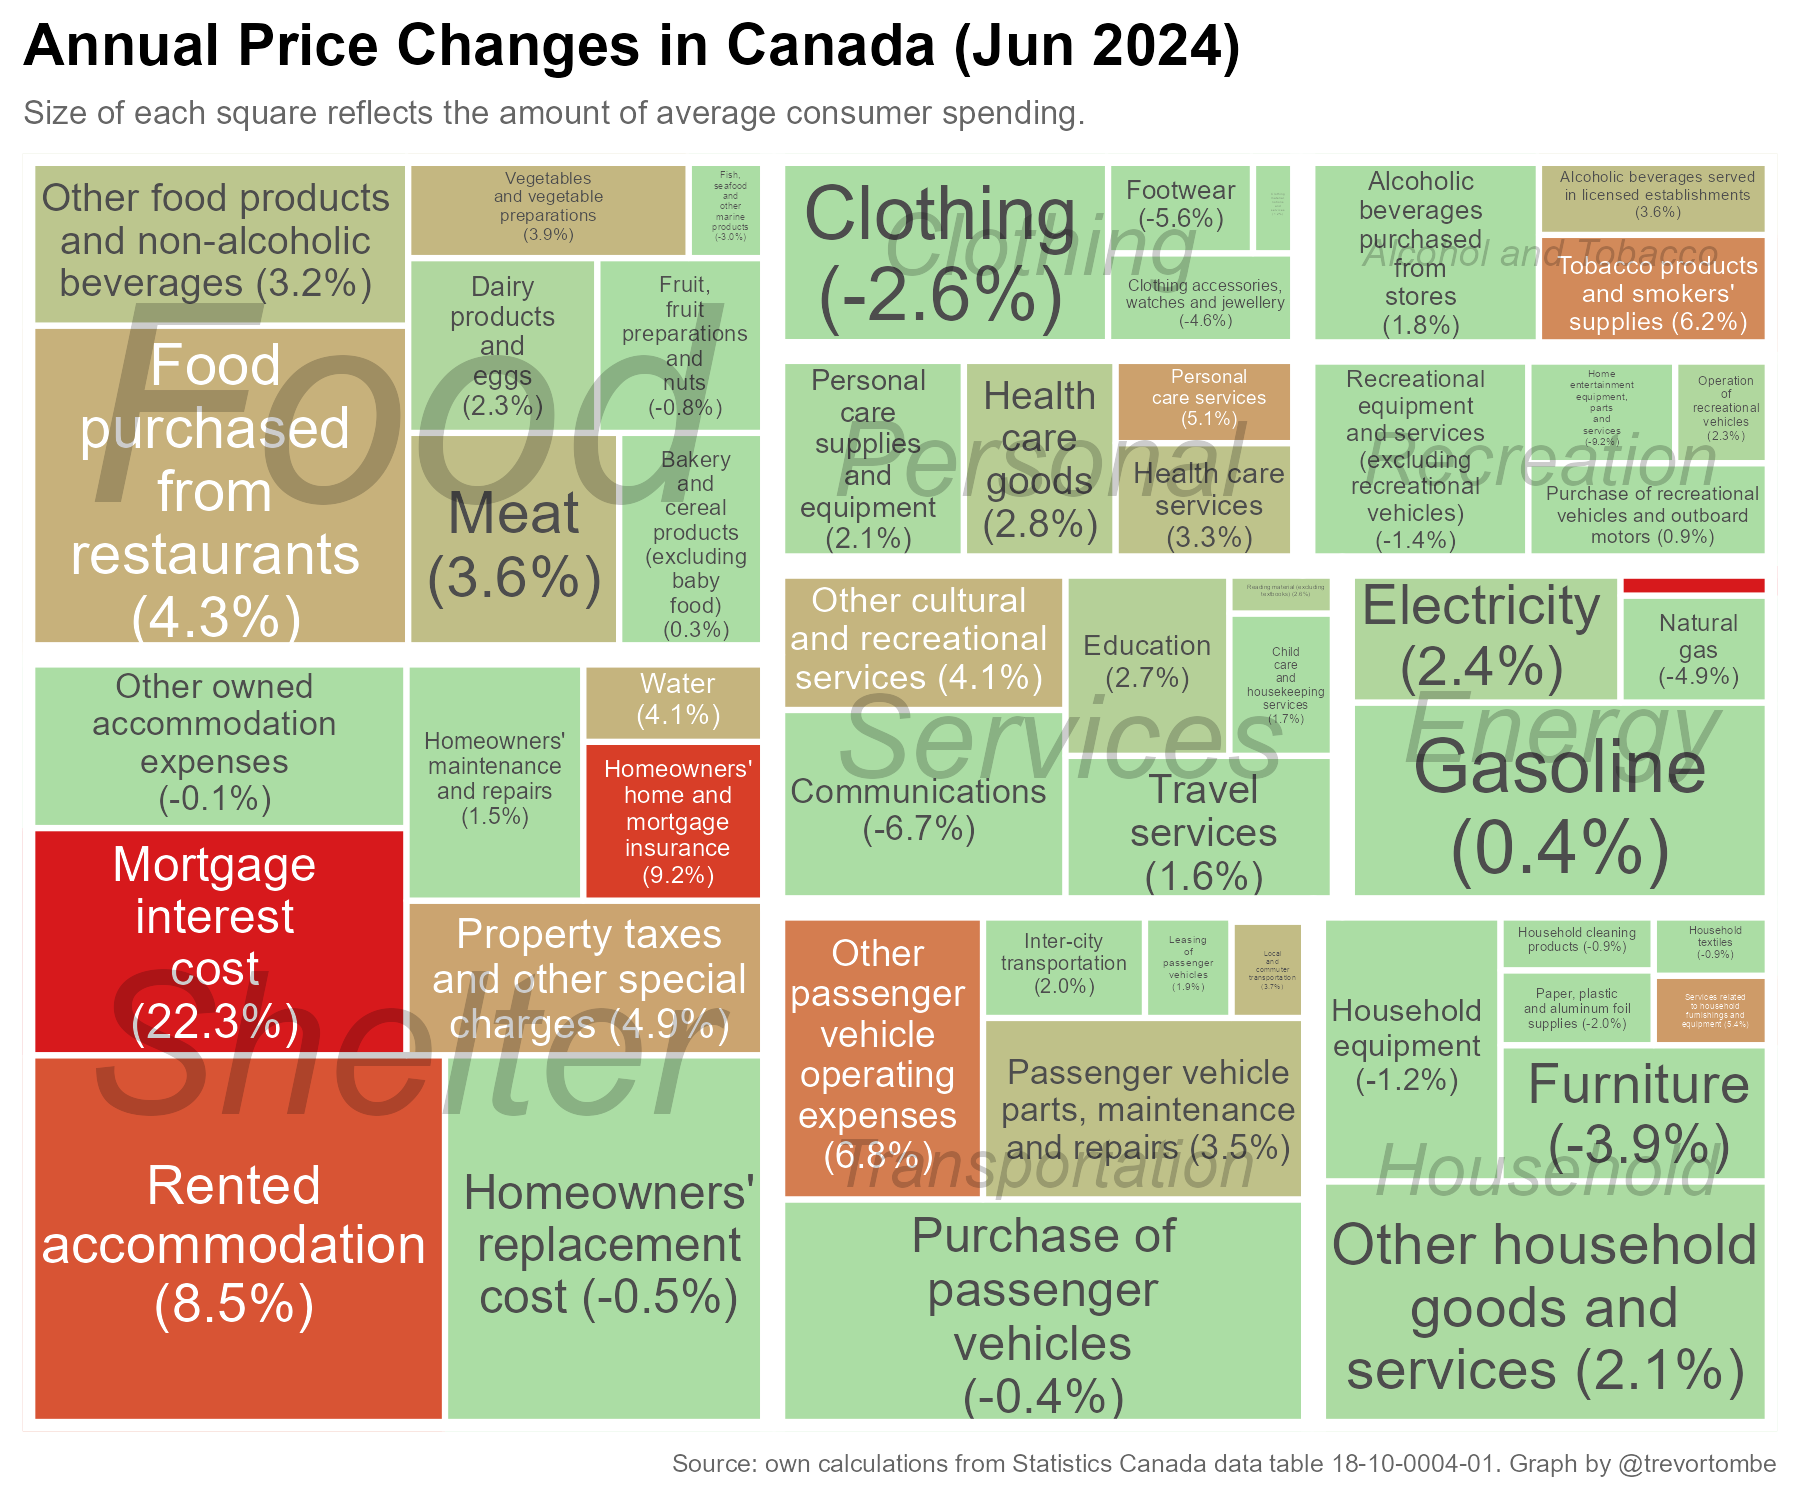 Annual Price Changes in Canada (Jun 2024)
Size of each square reflects the amount of average consumer spending.
Food
Other food products
and non-alcoholic
beverages (3.2%)
Vegetables
and vegetable
preparations
(3.9%)
Fish,
seafood
and
other
marine
products
(-3.0%)
Food
purchased
from
restaurants
(4.3%)
Dairy
products
and
eggs
(2.3%)
Fruit,
fruit
preparations
and
nuts
(-0.8%)
Meat
(3.6%)
Bakery
and
cereal
products
(excluding
baby
food)
(0.3%)
Clothing
Clothing
(-2.6%)
Footwear
(-5.6%)
Clothing accessories,
watches and jewellery
(-4.6%)
Alcohol and Tobacco
Alcoholic
beverages
purchased
from
stores
(1.8%)
Alcoholic beverages served
in licensed establishments
(3.6%)
Tobacco products
and smokers'
supplies (6.2%)
Personal
Personal
care
supplies
and
equipment
(2.1%)
Health
care
goods
(2.8%)
Personal
care services
(5.1%)
Health care
services
(3.3%)
Recreation
Recreational
equipment
and services
(excluding
recreational
vehicles)
(-1.4%)
Home
entertainment
equipment,
parts
and
services
(-9.2%)
Operation
of
recreational
vehicles
(2.3%)
Purchase of recreational
vehicles and outboard
motors (0.9%)
Services
Other cultural
and recreational
services (4.1%)
Education
(2.7%)
Reading material (excluding
textbooks) (2.6%)
Child
care
and
housekeeping
services
(1.7%)
Communications
(-6.7%)
Travel
services
(1.6%)
Energy
Electricity
(2.4%)
Natural
gas
(-4.9%)
Gasoline
(0.4%)
Shelter
Other owned
accommodation
expenses
(-0.1%)
Homeowners'
maintenance
and repairs
(1.5%)
Water
(4.1%)
Homeowners'
home and
mortgage
insurance
(9.2%)
Mortgage
interest
cost
(22.3%)
Property taxes
and other special
charges (4.9%)
Rented
accommodation
(8.5%)
Homeowners'
replacement
cost (-0.5%)
Transportation
Other
passenger
vehicle
operating
expenses
(6.8%)
Inter-city
transportation
(2.0%)
Leasing
of
passenger
vehicles
(1.9%)
Local
and
commuter
transportation
(3.7%)
Passenger vehicle
parts, maintenance
and repairs (3.5%)
Purchase of
passenger
vehicles
(-0.4%)
Household
Household
equipment
(-1.2%)
Household cleaning
products (-0.9%)
Household
textiles
(-0.9%)
Paper, plastic
and aluminum foil
supplies (-2.0%)
Services related
to household
furnishings and
equipment (5.4%)
Furniture
(-3.9%)
Other household
goods and
services (2.1%)
Source: own calculations from Statistics Canada data table 18-10-0004-01. Graph by @trevortombe